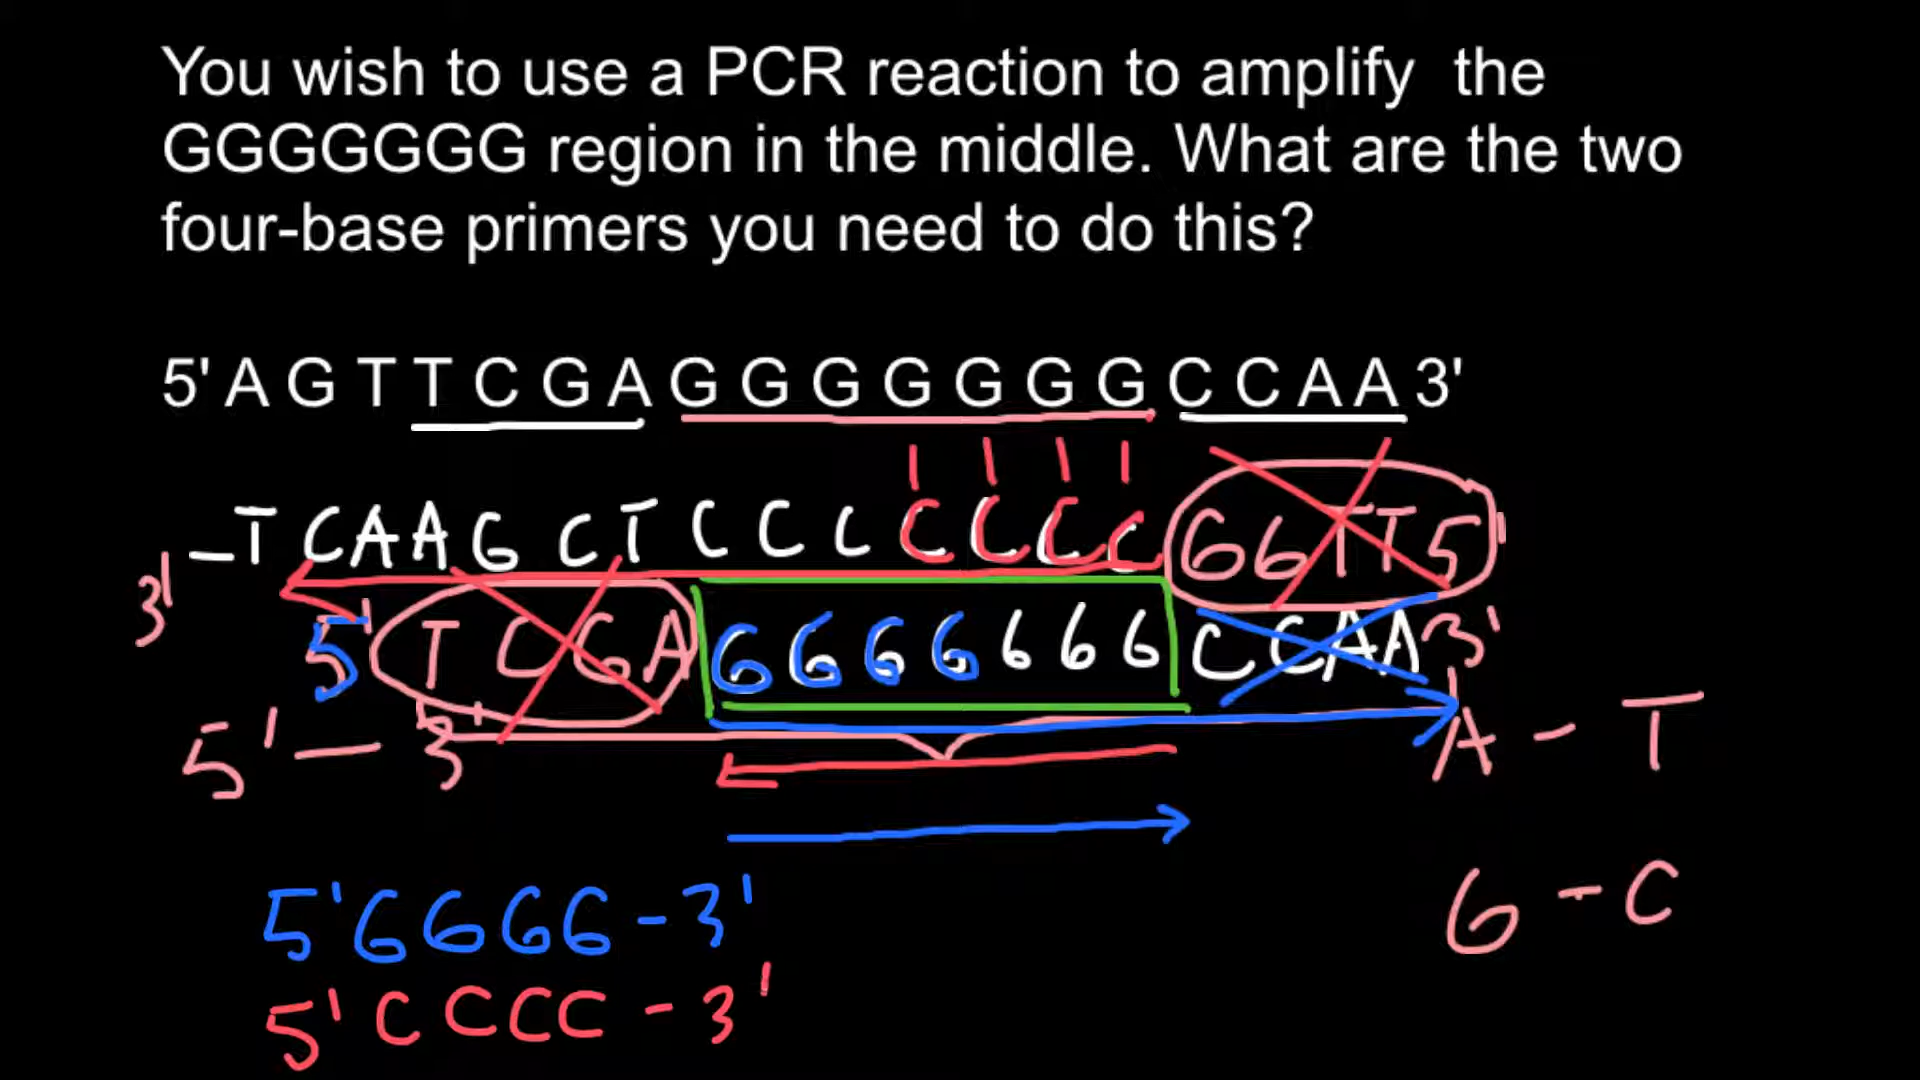 You wish to use a PCR reaction to amplify the
GGGGGGG region in the middle. What are the two
four-base primers you need to do this?
5' A G T T C G A G G G G G G G C C A A 3'
3' - T C A A G C T C C C C C C C G G T T 5'
5' T C G A G G G G G G G C C A A 3'
5' - 3'
A - T
G - C
5' G G G G - 3'
5' C C C C - 3'